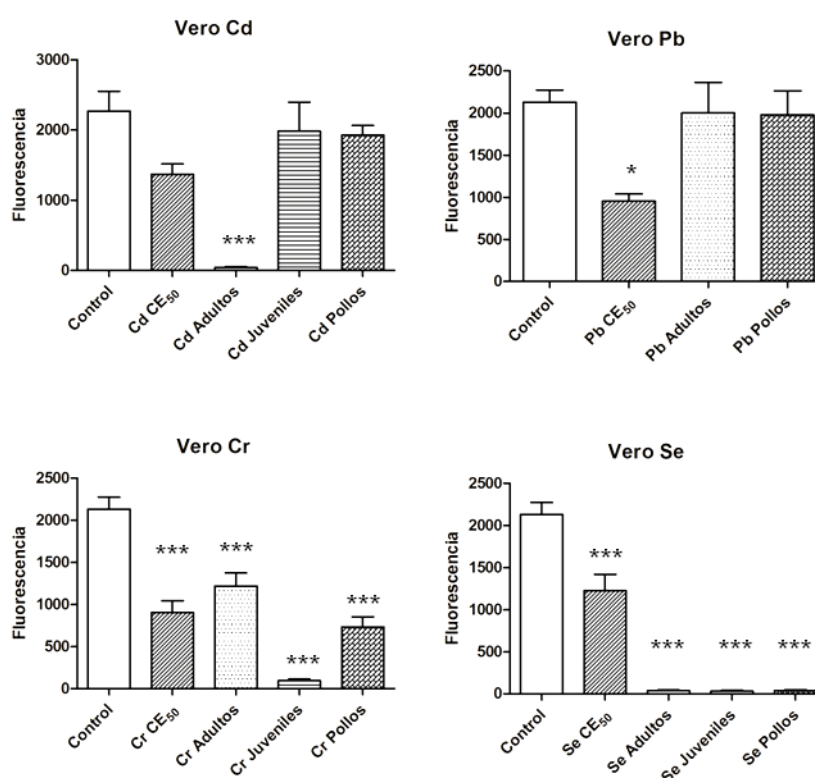 Vero Cd
Fluorescencia
3000
2000
1000
0
***
Control
Cd CE₅₀
Cd Adultos
Cd Juveniles
Cd Pollos
Vero Pb
Fluorescencia
2500
2000
1500
1000
500
0
*
Control
Pb CE₅₀
Pb Adultos
Pb Pollos
Vero Cr
Fluorescencia
2500
2000
1500
1000
500
0
***
***
***
***
Control
Cr CE₅₀
Cr Adultos
Cr Juveniles
Cr Pollos
Vero Se
Fluorescencia
2500
2000
1500
1000
500
0
***
***
***
***
Control
Se CE₅₀
Se Adultos
Se Juveniles
Se Pollos